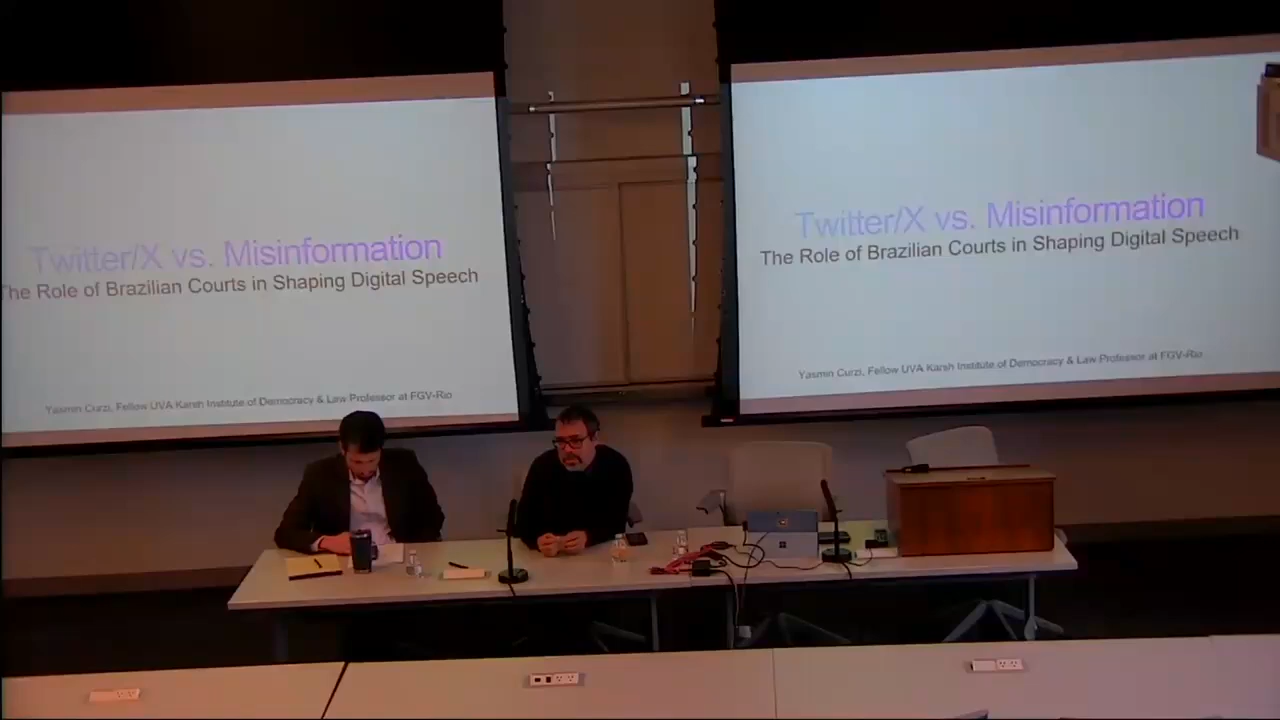 Twitter/X vs. Misinformation
The Role of Brazilian Courts in Shaping Digital Speech
Yasmin Curzi, Fellow UVA Karsh Institute of Democracy & Law Professor at FGV-Rio
Twitter/X vs. Misinformation
The Role of Brazilian Courts in Shaping Digital Speech
Yasmin Curzi, Fellow UVA Karsh Institute of Democracy & Law Professor at FGV-Rio